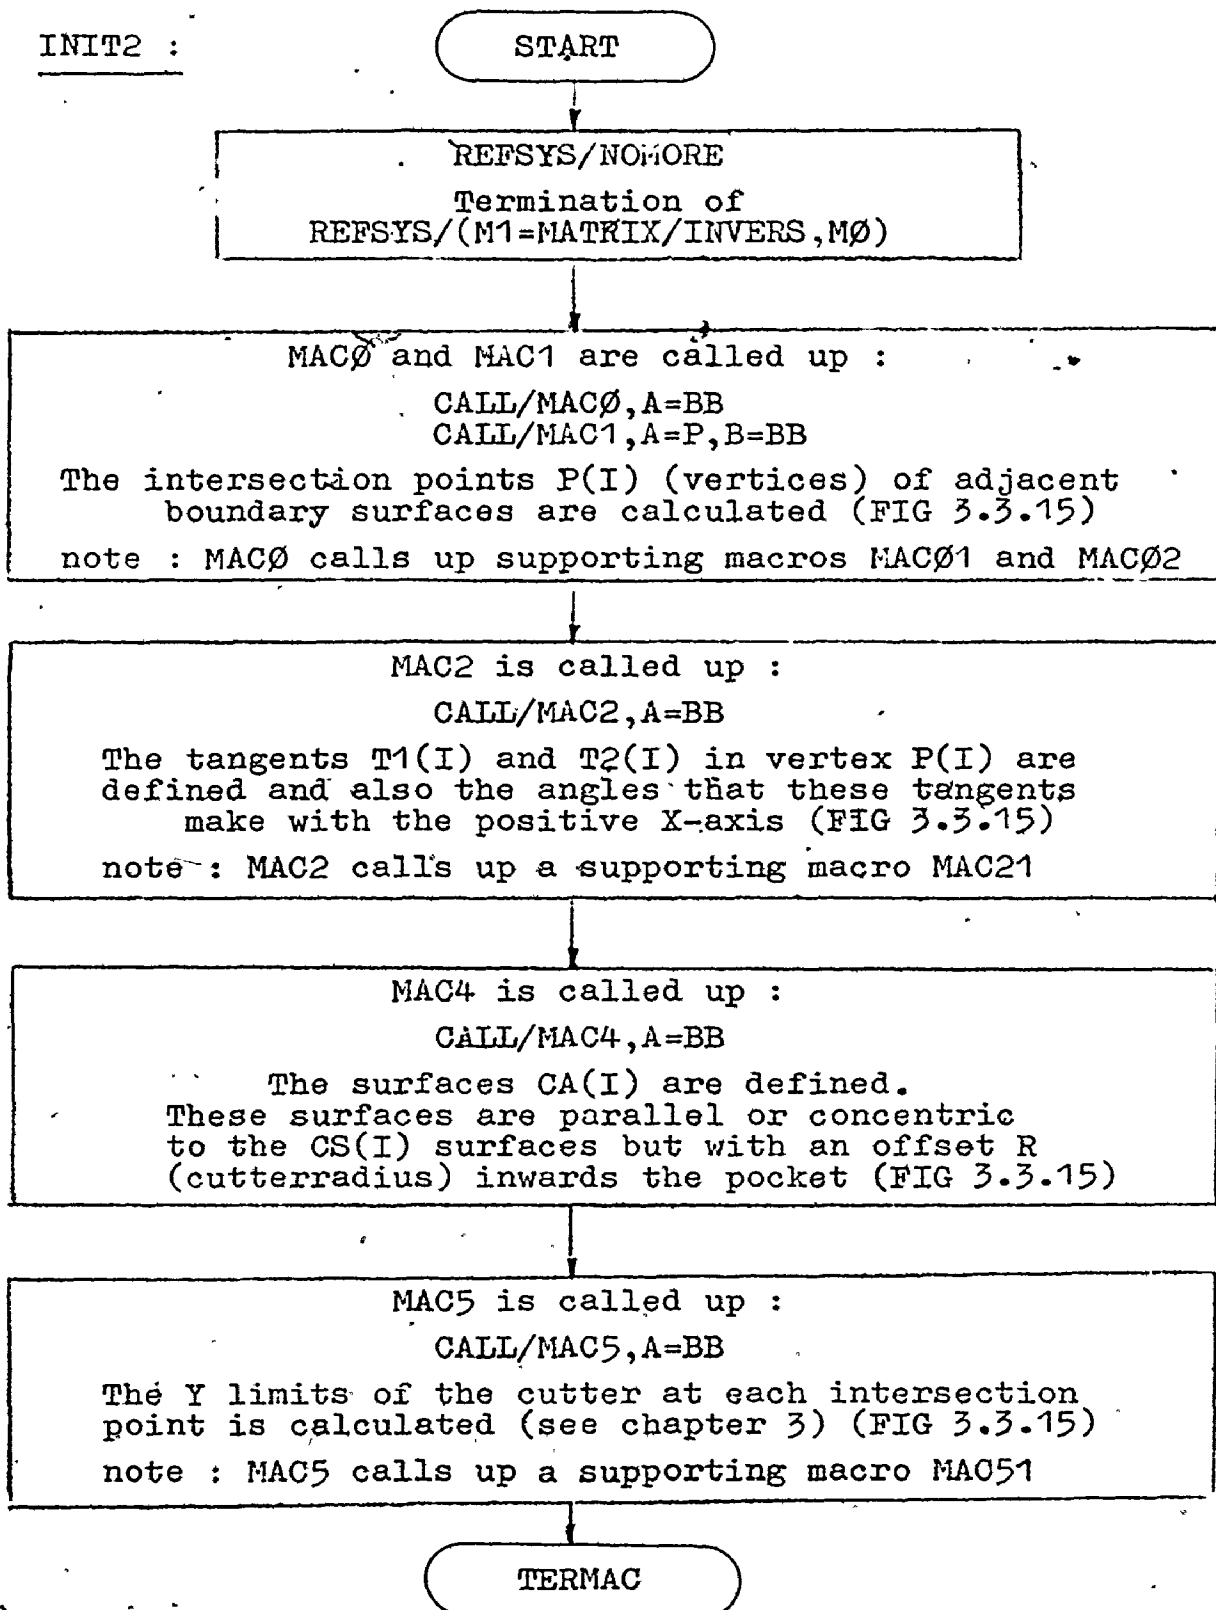 INIT2 :
START
REFSYS/NOMORE
Termination of
REFSYS/(M1=MATRIX/INVERS,MØ)
MACØ and MAC1 are called up :
CALL/MACØ,A=BB
CALL/MAC1,A=P,B=BB
The intersection points P(I) (vertices) of adjacent
boundary surfaces are calculated (FIG 3.3.15)
note : MACØ calls up supporting macros MACØ1 and MACØ2
MAC2 is called up :
CALL/MAC2,A=BB
The tangents T1(I) and T2(I) in vertex P(I) are
defined and also the angles that these tangents
make with the positive X-axis (FIG 3.3.15)
note : MAC2 calls up a supporting macro MAC21
MAC4 is called up :
CALL/MAC4,A=BB
The surfaces CA(I) are defined.
These surfaces are parallel or concentric
to the CS(I) surfaces but with an offset R
(cutterradius) inwards the pocket (FIG 3.3.15)
MAC5 is called up :
CALL/MAC5,A=BB
The Y limits of the cutter at each intersection
point is calculated (see chapter 3) (FIG 3.3.15)
note : MAC5 calls up a supporting macro MAC51
TERMAC